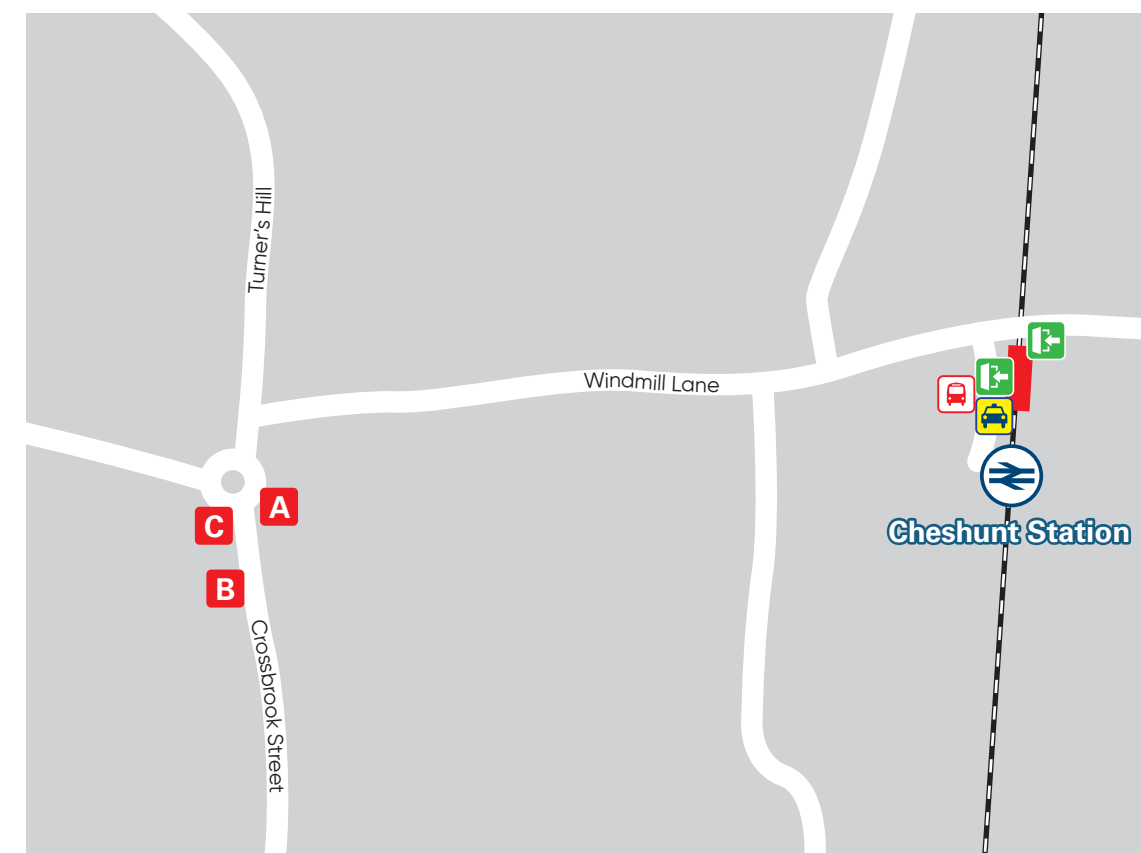 Turner's Hill
Windmill Lane
A
C
B
Cheshunt Station
Crossbrook Street